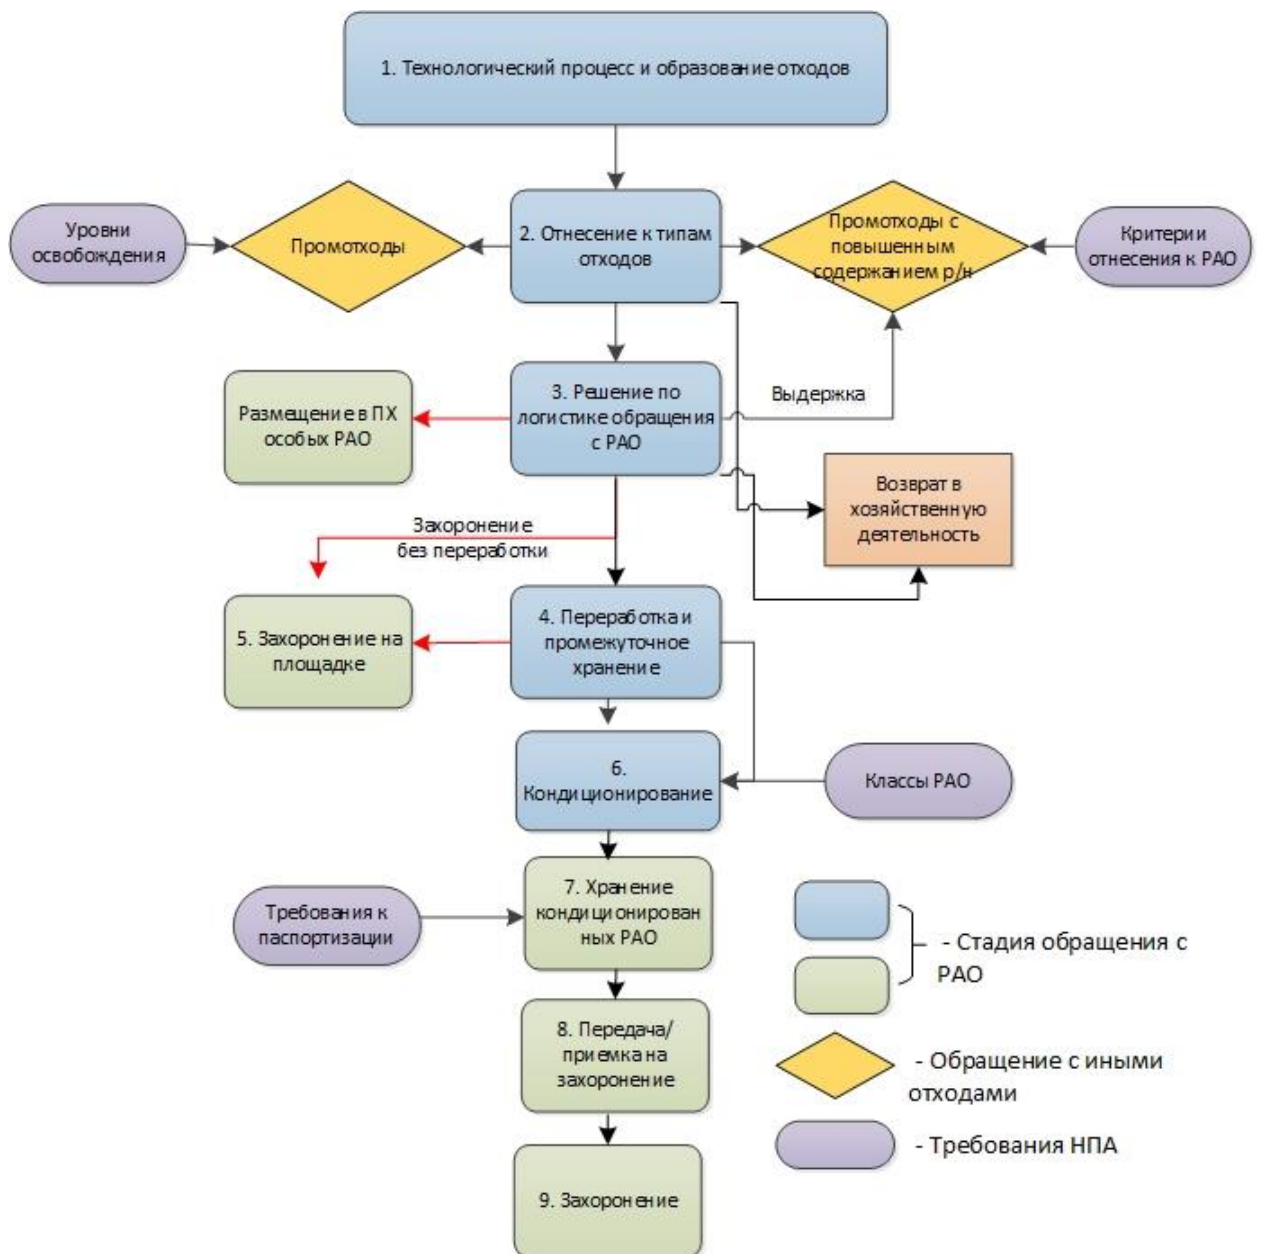 1. Технологический процесс и образование отходов
Уровни
освобождения
Промотходы
2. Отнесение к типам
отходов
Промотходы с
повышенным
содержанием р/н
Критерии
отнесения к РАО
Размещение в ПХ
особых РАО
3. Решение по
логистике обращения
с РАО
Выдержка
Возврат в
хозяйственную
деятельность
Захоронение
без переработки
5. Захоронение на
площадке
4. Переработка и
промежуточное
хранение
6.
Кондиционирование
Классы РАО
Требования к
паспортизации
7. Хранение
кондиционирован
ных РАО
8. Передача/
приемка на
захоронение
9. Захоронение
- Стадия обращения с
РАО
- Обращение с иными
отходами
- Требования НПА